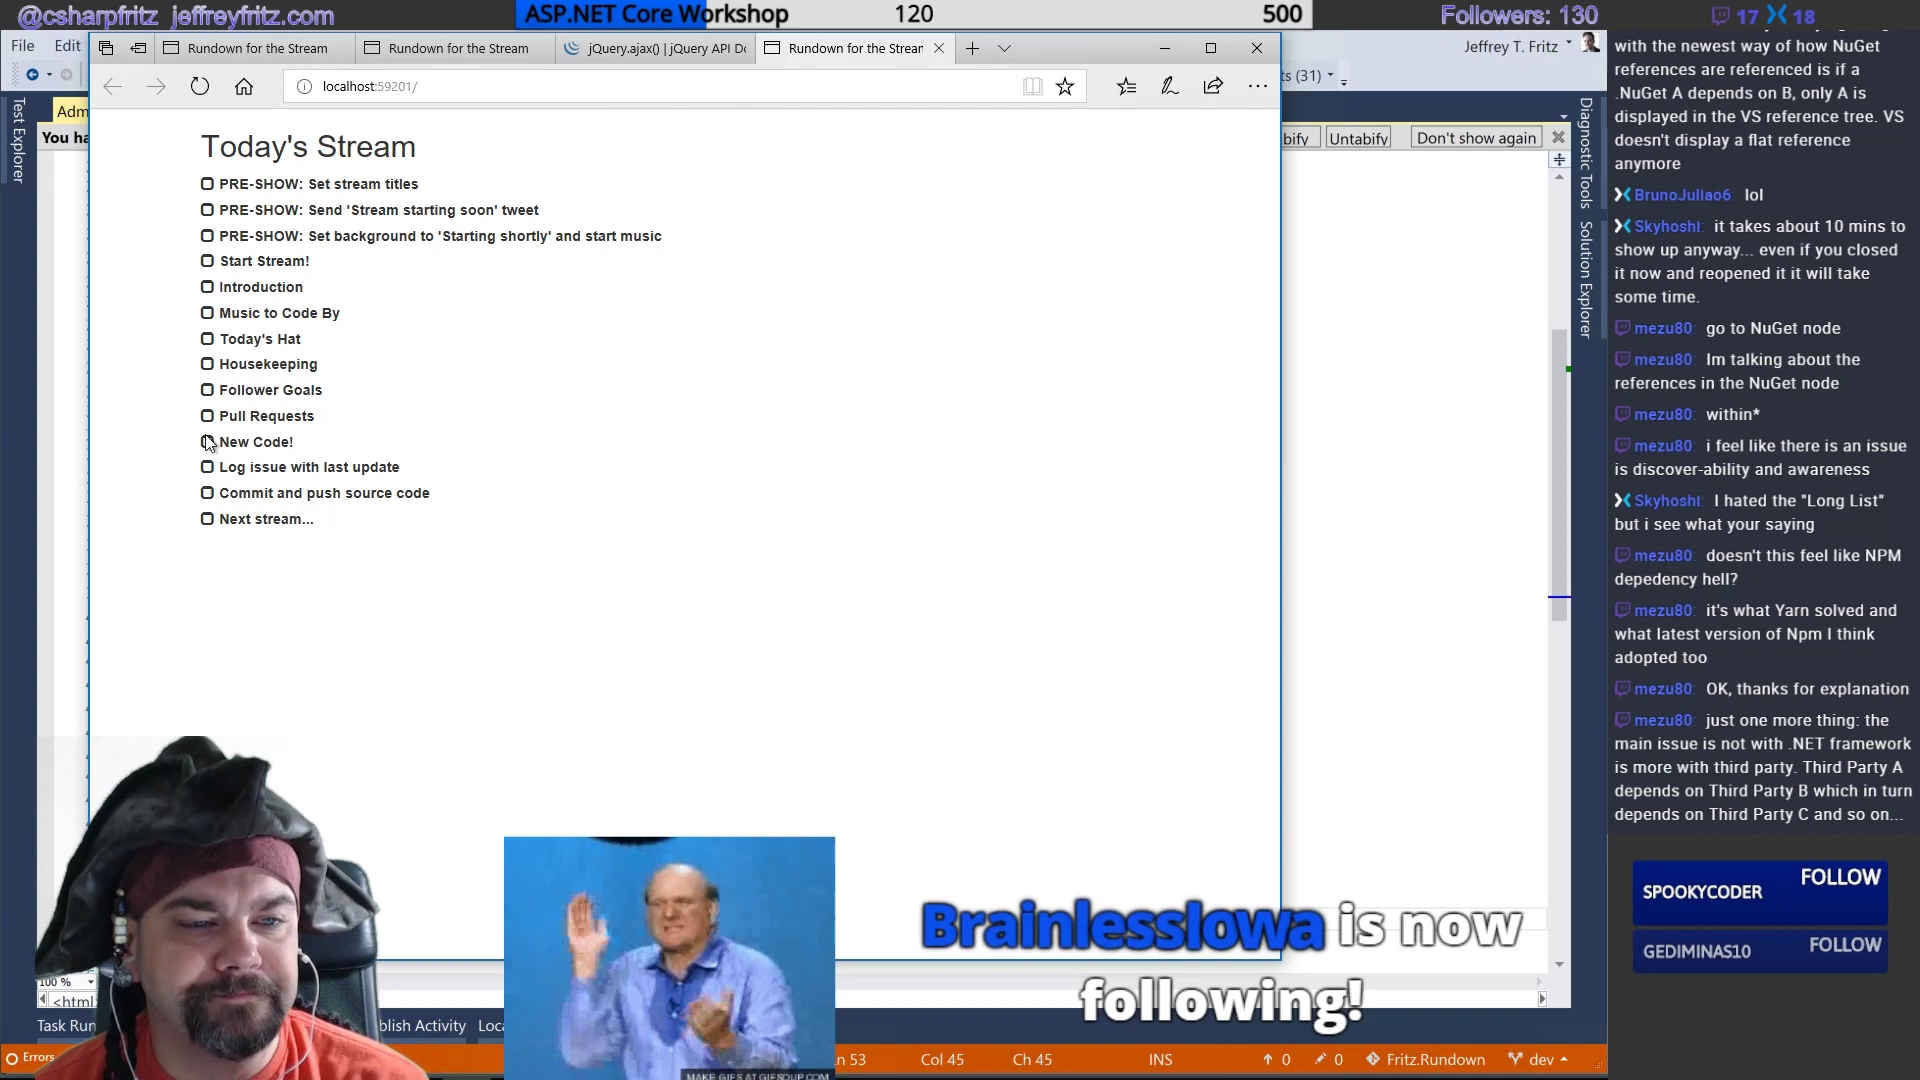 @csharpfritz jeffreyfritz.com
ASP.NET Core Workshop 120 500
Followers: 130
17 18
File Edit
Rundown for the Stream
Rundown for the Stream
jQuery.ajax() | jQuery API Do
Rundown for the Strear
Jeffrey T. Fritz
localhost:59201/
ts (31)
Test Explorer
Adm
You ha
bify
Untabify
Don't show again
Diagnostic Tools
Solution Explorer
Today's Stream
PRE-SHOW: Set stream titles
PRE-SHOW: Send 'Stream starting soon' tweet
PRE-SHOW: Set background to 'Starting shortly' and start music
Start Stream!
Introduction
Music to Code By
Today's Hat
Housekeeping
Follower Goals
Pull Requests
New Code!
Log issue with last update
Commit and push source code
Next stream...
with the newest way of how NuGet
references are referenced is if a
.NuGet A depends on B, only A is
displayed in the VS reference tree. VS
doesn't display a flat reference
anymore
BrunoJuliao6: lol
Skyhoshi: it takes about 10 mins to
show up anyway... even if you closed
it now and reopened it it will take
some time.
mezu80: go to NuGet node
mezu80: Im talking about the
references in the NuGet node
mezu80: within*
mezu80: i feel like there is an issue
is discover-ability and awareness
Skyhoshi: I hated the "Long List"
but i see what your saying
mezu80: doesn't this feel like NPM
depedency hell?
mezu80: it's what Yarn solved and
what latest version of Npm I think
adopted too
mezu80: OK, thanks for explanation
mezu80: just one more thing: the
main issue is not with .NET framework
is more with third party. Third Party A
depends on Third Party B which in turn
depends on Third Party C and so on...
SPOOKYCODER FOLLOW
GEDIMINAS10 FOLLOW
BrainlessIowa is now
following!
MAKE GIFS AT GIFSOUP.COM
100 %
<html
Task Run
blish Activity
Loca
Errors
Ln 53
Col 45
Ch 45
INS
0
0
Fritz.Rundown
dev